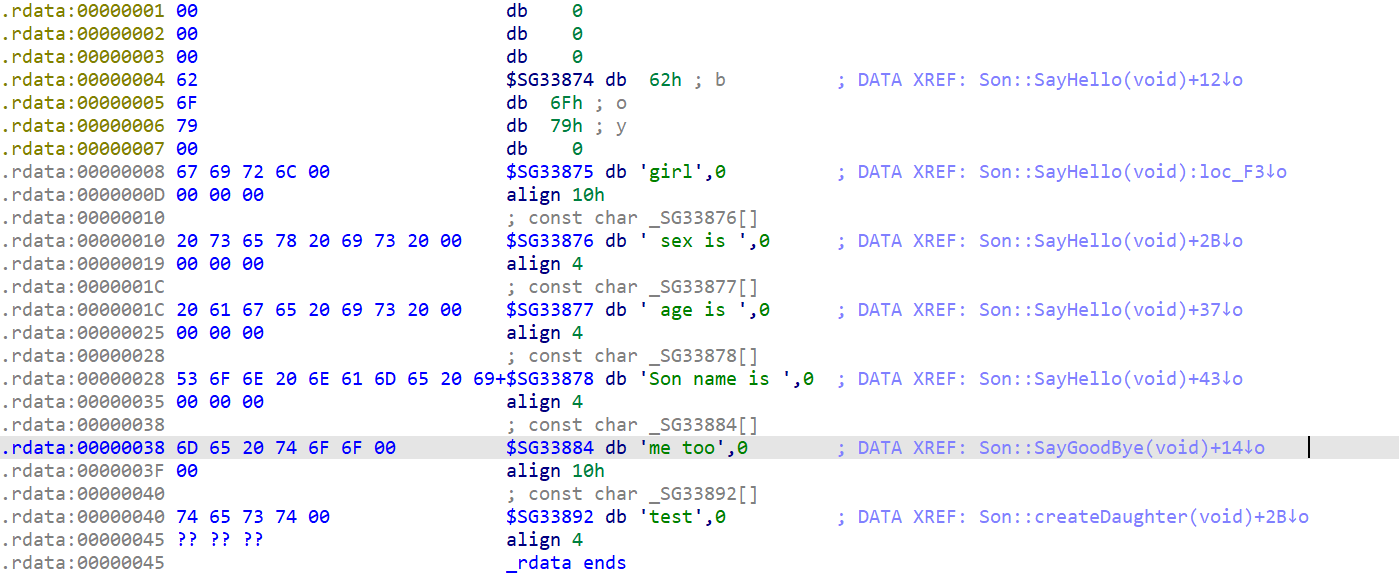 .rdata:00000001 00 db 0
.rdata:00000002 00 db 0
.rdata:00000003 00 db 0
.rdata:00000004 62 $SG33874 db 62h ; b ; DATA XREF: Son::SayHello(void)+12↓o
.rdata:00000005 6F db 6Fh ; o
.rdata:00000006 79 db 79h ; y
.rdata:00000007 00 db 0
.rdata:00000008 67 69 72 6C 00 $SG33875 db 'girl',0 ; DATA XREF: Son::SayHello(void):loc_F3↓o
.rdata:0000000D 00 00 00 align 10h
.rdata:00000010 ; const char _SG33876[]
.rdata:00000010 20 73 65 78 20 69 73 20 00 $SG33876 db ' sex is ',0 ; DATA XREF: Son::SayHello(void)+2B↓o
.rdata:00000019 00 00 00 align 4
.rdata:0000001C ; const char _SG33877[]
.rdata:0000001C 20 61 67 65 20 69 73 20 00 $SG33877 db ' age is ',0 ; DATA XREF: Son::SayHello(void)+37↓o
.rdata:00000025 00 00 00 align 4
.rdata:00000028 ; const char _SG33878[]
.rdata:00000028 53 6F 6E 20 6E 61 6D 65 20 69+$SG33878 db 'Son name is ',0 ; DATA XREF: Son::SayHello(void)+43↓o
.rdata:00000035 00 00 00 align 4
.rdata:00000038 ; const char _SG33884[]
.rdata:00000038 6D 65 20 74 6F 6F 00 $SG33884 db 'me too',0 ; DATA XREF: Son::SayGoodBye(void)+14↓o
.rdata:0000003F 00 align 10h
.rdata:00000040 ; const char _SG33892[]
.rdata:00000040 74 65 73 74 00 $SG33892 db 'test',0 ; DATA XREF: Son::createDaughter(void)+2B↓o
.rdata:00000045 ?? ?? ?? align 4
.rdata:00000045 _rdata ends